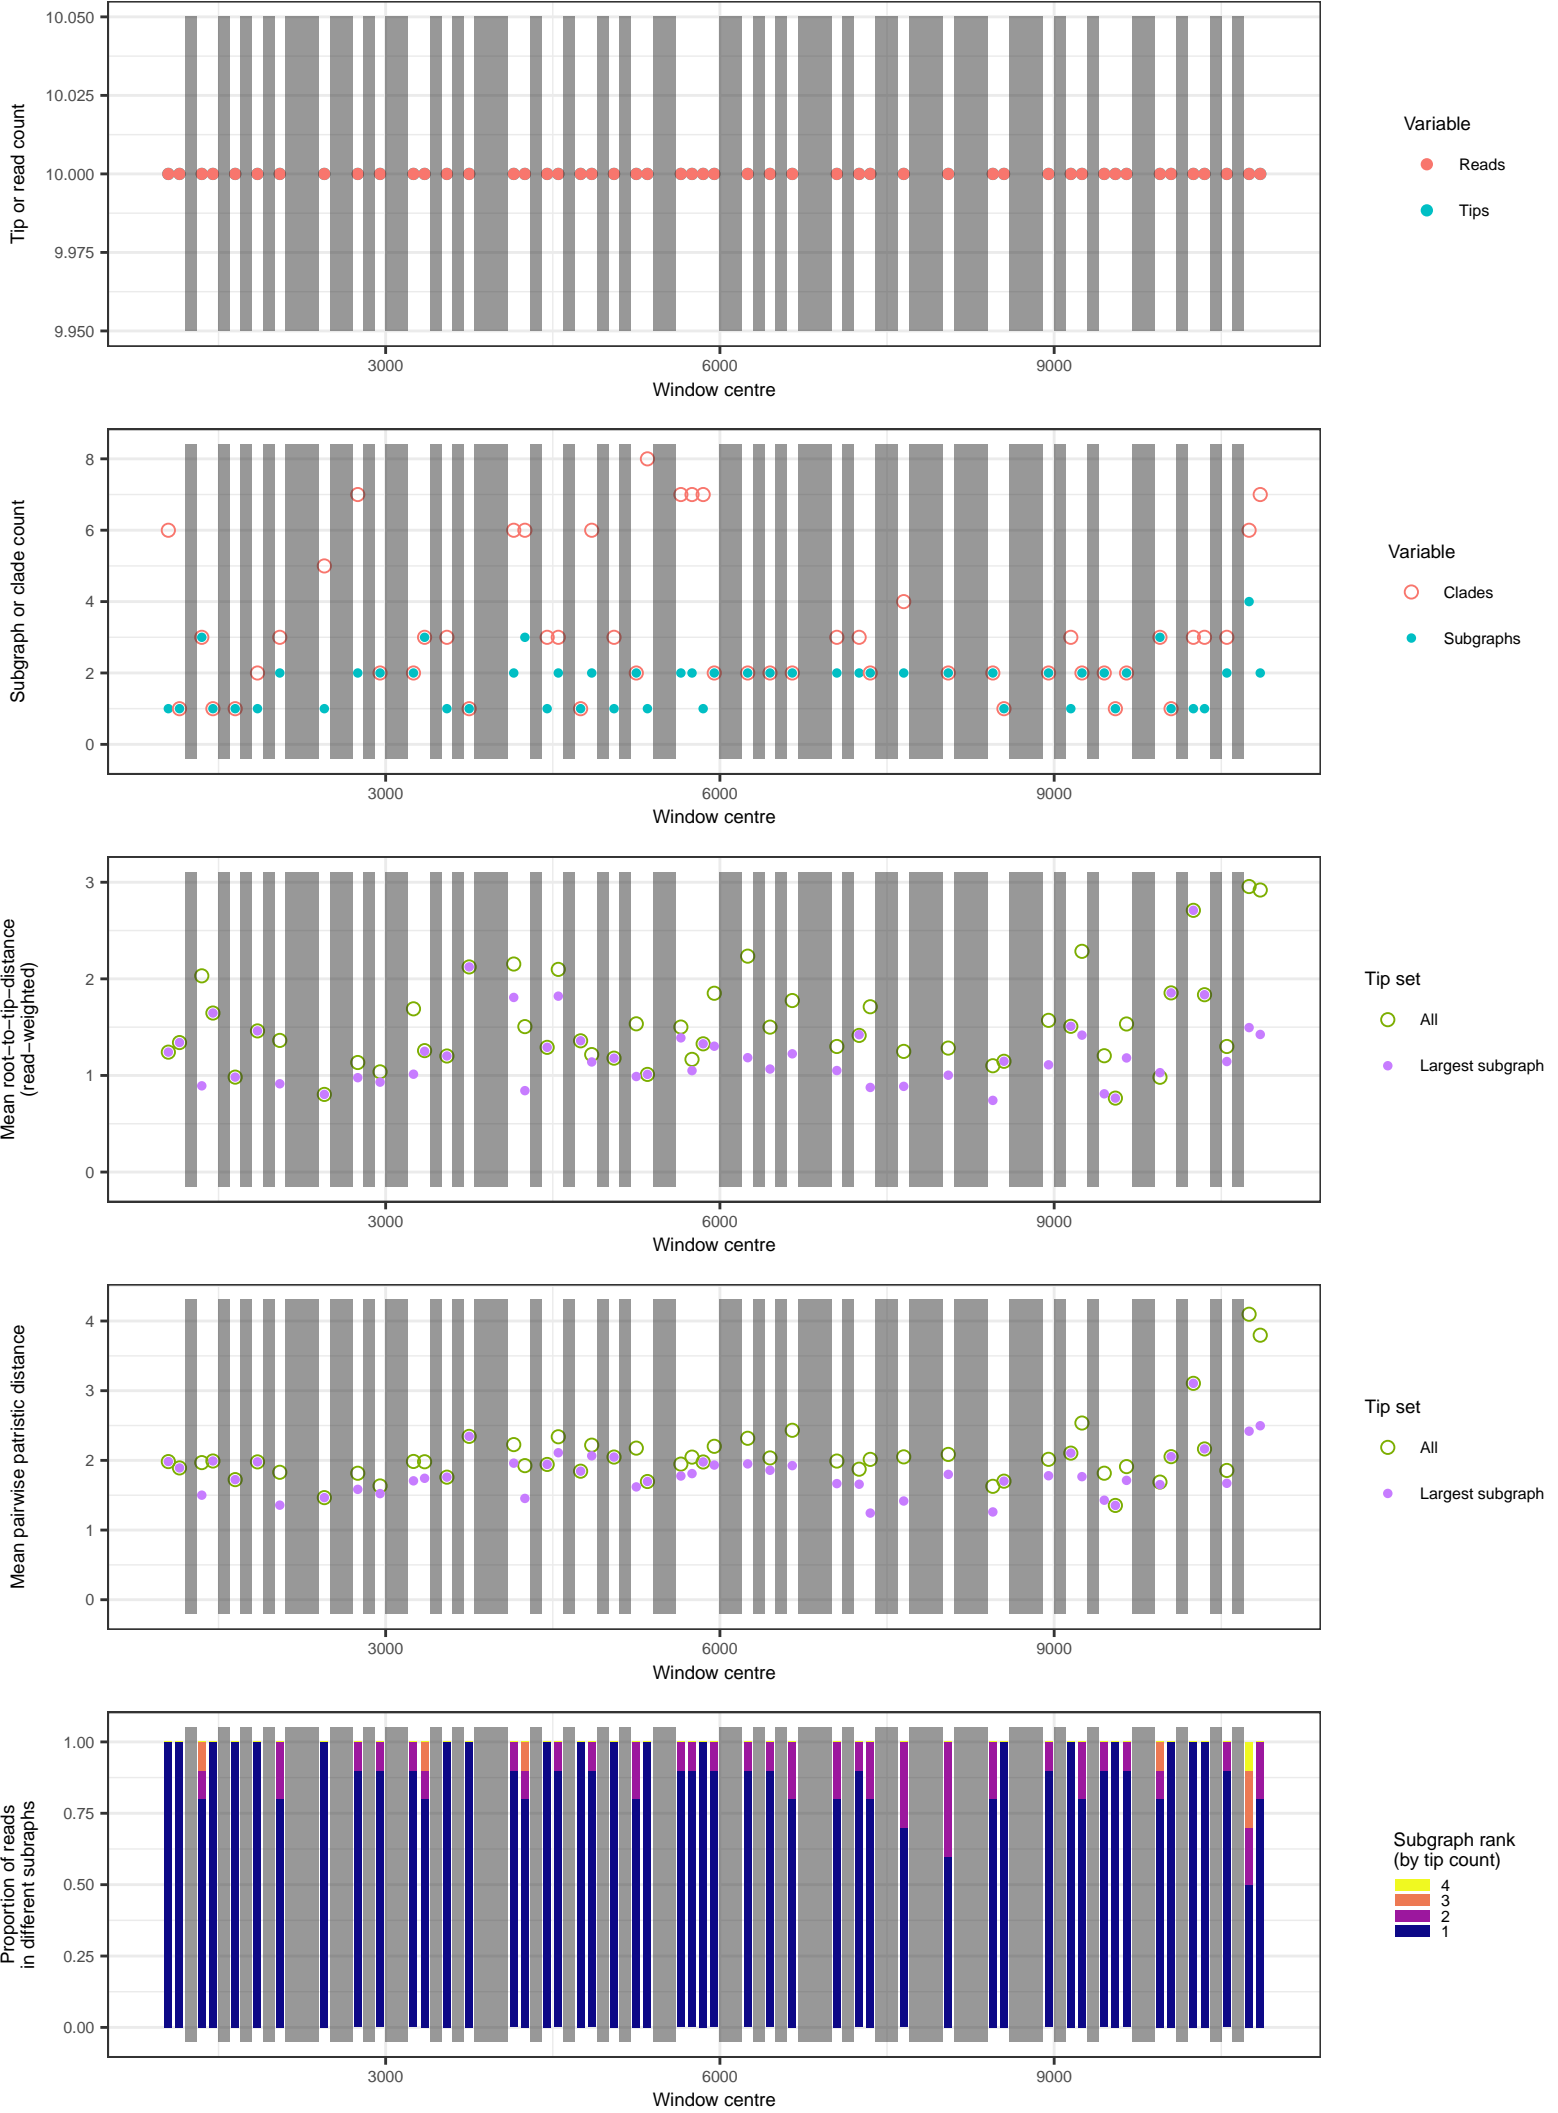 10.050
10.025
10.000
9.975
9.950
Tip or read count
3000
6000
9000
Window centre
Variable
Reads
Tips
8
6
4
2
0
Subgraph or clade count
3000
6000
9000
Window centre
Variable
Clades
Subgraphs
3
2
1
0
Mean root−to−tip−distance
(read−weighted)
3000
6000
9000
Window centre
Tip set
All
Largest subgraph
4
3
2
1
0
Mean pairwise patristic distance
3000
6000
9000
Window centre
Tip set
All
Largest subgraph
1.00
0.75
0.50
0.25
0.00
Proportion of reads
in different subraphs
3000
6000
9000
Window centre
Subgraph rank
(by tip count)
4
3
2
1